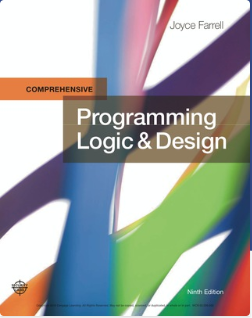 Joyce Farrell
COMPREHENSIVE
Programming
Logic & Design
Ninth Edition